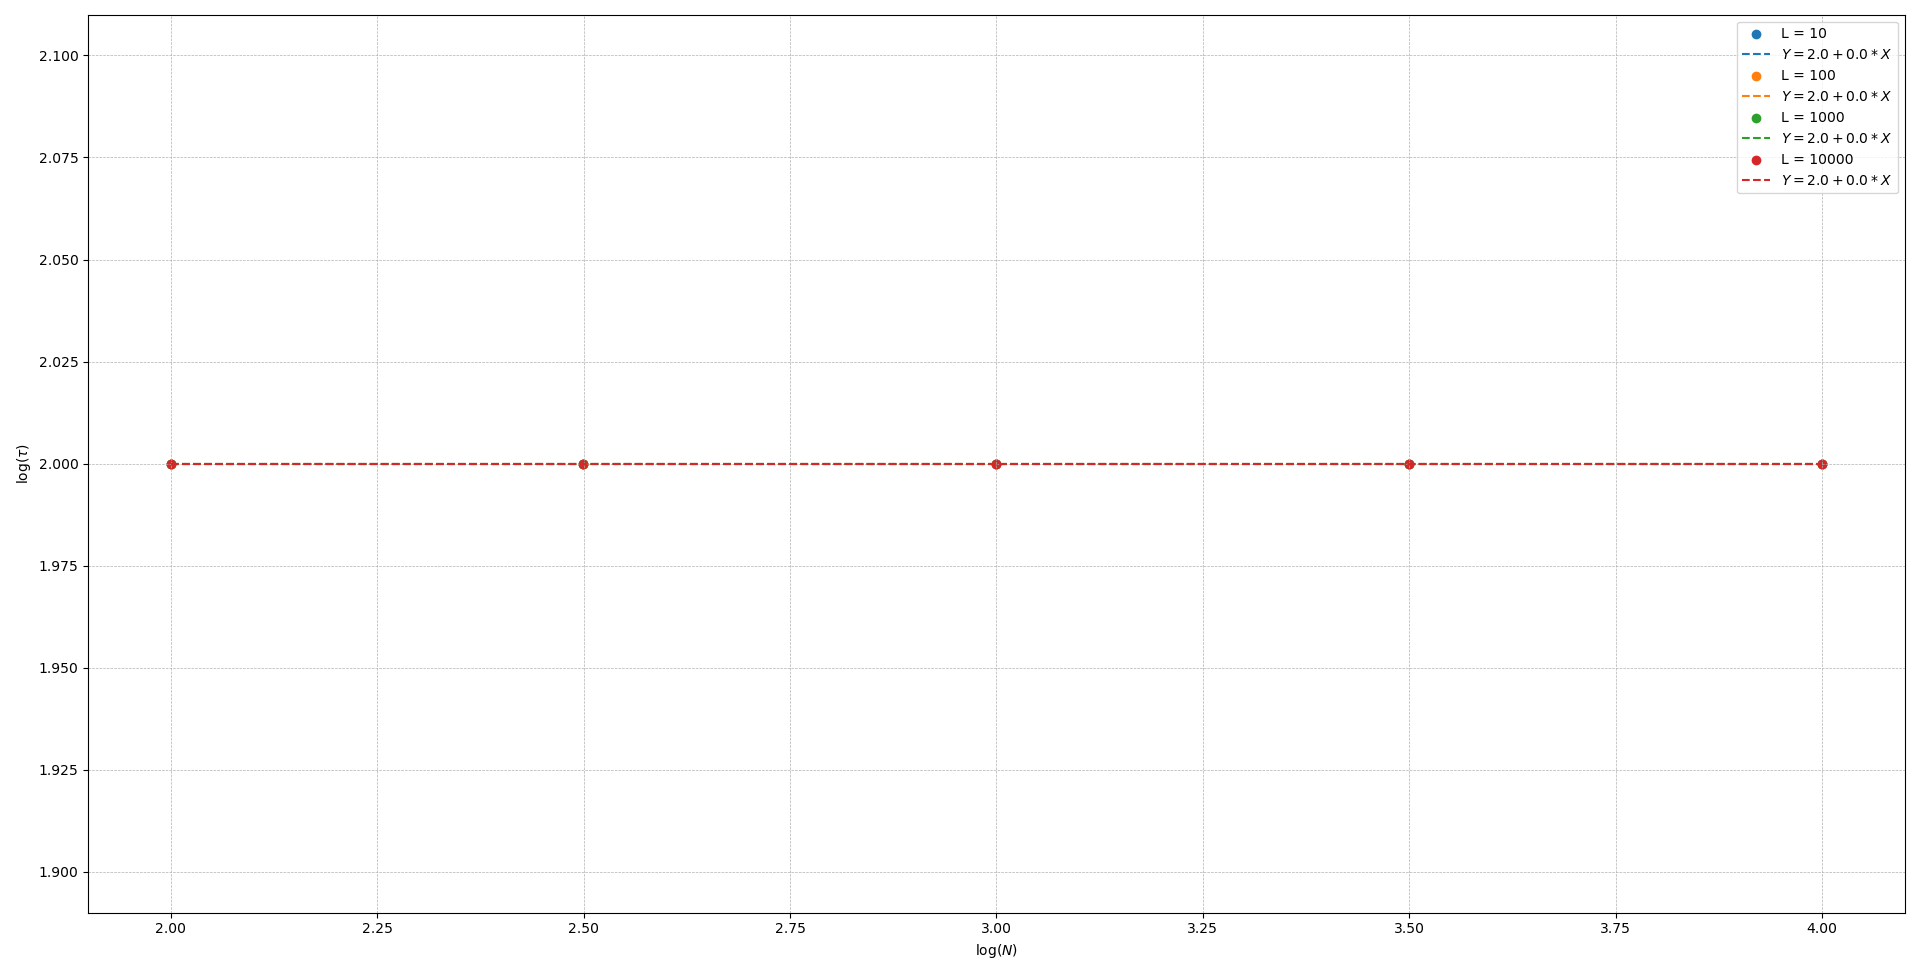 L = 10
Y = 2.0 + 0.0 * X
L = 100
Y = 2.0 + 0.0 * X
L = 1000
Y = 2.0 + 0.0 * X
L = 10000
Y = 2.0 + 0.0 * X
2.100
2.075
2.050
2.025
2.000
1.975
1.950
1.925
1.900
log(τ)
2.00 2.25 2.50 2.75 3.00 3.25 3.50 3.75 4.00
log(N)